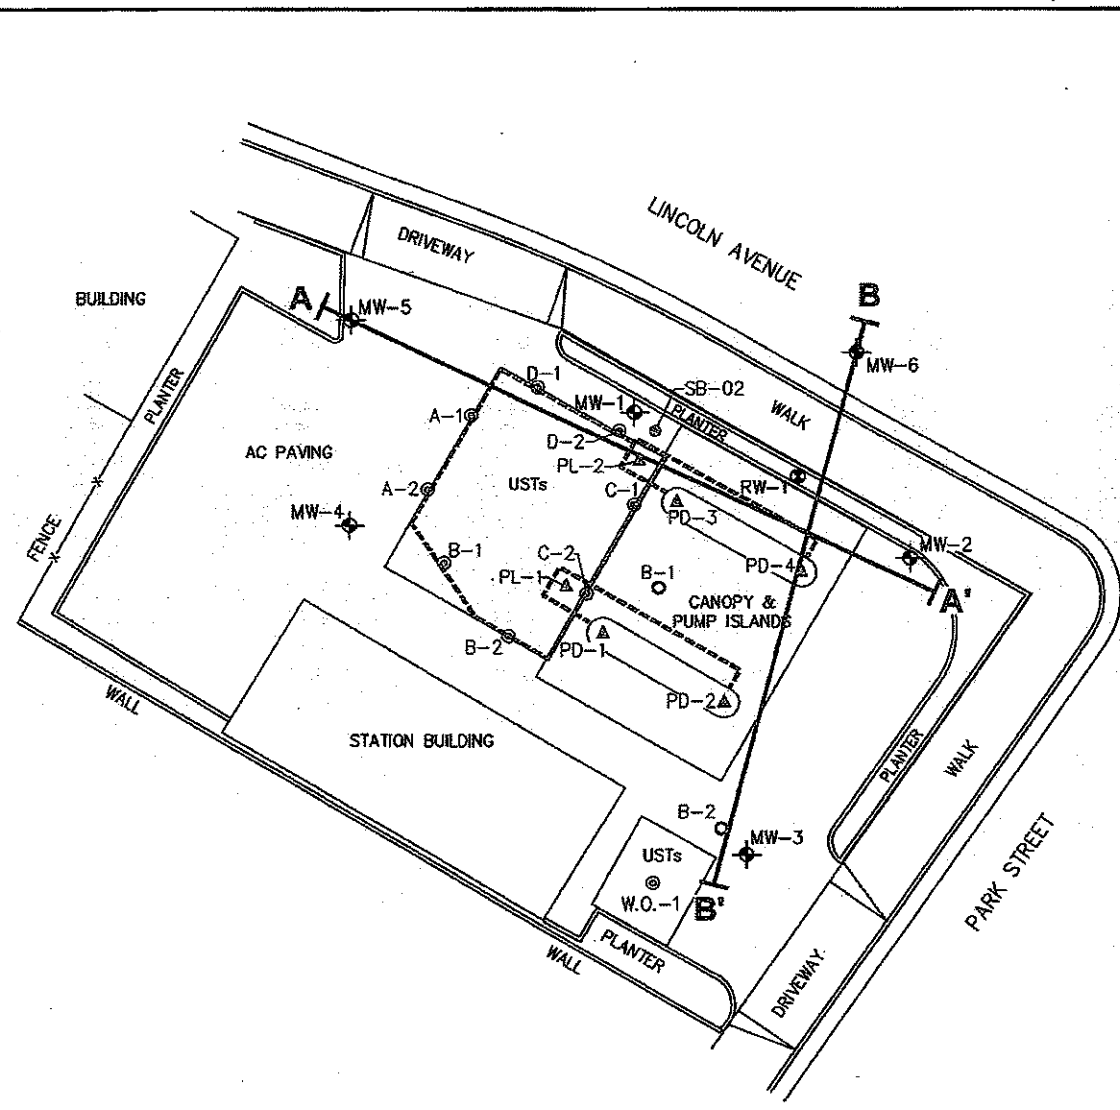 LINCOLN AVENUE
DRIVEWAY
BUILDING
A
MW-5
B
MW-6
PLANTER
D-1
SB-02
MW-1
PLANTER
WALK
A-1
D-2
AC PAVING
PL-2
USTs
A-2
C-1
RW-1
MW-4
PD-3
FENCE
MW-2
B-1
C-2
PL-1
B-1
PD-4
CANOPY &
PUMP ISLANDS
A'
B-2
PD-1
PD-2
WALL
STATION BUILDING
PLANTER
WALK
B-2
MW-3
USTs
W.O.-1
B'
PARK STREET
PLANTER
WALL
DRIVEWAY